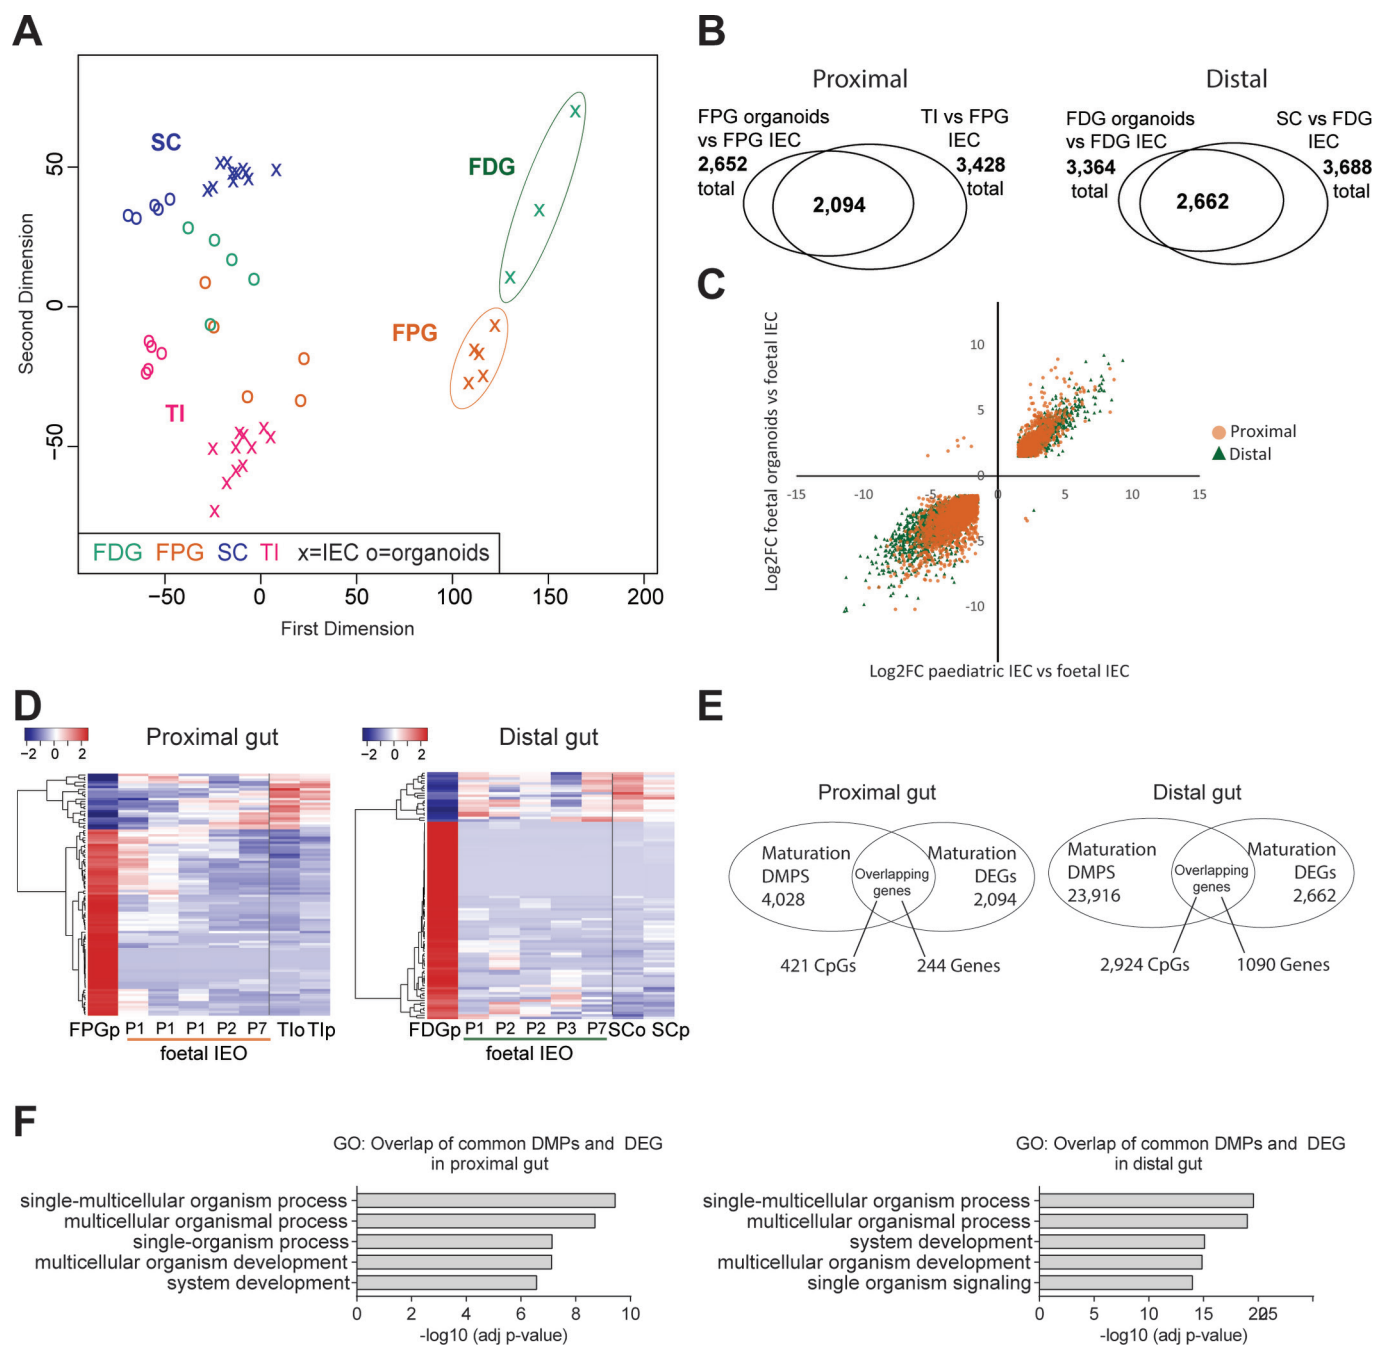 A
SC
FDG
FPG
TI
50
0
−50
Second Dimension
FDG FPG SC TI x=IEC o=organoids
−50 0 50 100 150 200
First Dimension
B
Proximal
FPG organoids
vs FPG IEC
2,652
total
TI vs FPG
IEC
3,428
total
2,094
Distal
FDG organoids
vs FDG IEC
3,364
total
SC vs FDG
IEC
3,688
total
2,662
C
Log2FC foetal organoids vs foetal IEC
10
5
0
-15 -10 -5 0 5 10 15
-5
-10
Proximal
Distal
Log2FC paediatric IEC vs foetal IEC
D
−2 0 2
Proximal gut
FPGp P1 P1 P1 P2 P7 TIo TIp
foetal IEO
−2 0 2
Distal gut
FDGp P1 P2 P2 P3 P7 SCo SCp
foetal IEO
E
Proximal gut
Maturation
DMPS
4,028
Overlapping
genes
Maturation
DEGs
2,094
421 CpGs 244 Genes
Distal gut
Maturation
DMPS
23,916
Overlapping
genes
Maturation
DEGs
2,662
2,924 CpGs 1090 Genes
F
GO: Overlap of common DMPs and DEG
in proximal gut
single-multicellular organism process
multicellular organismal process
single-organism process
multicellular organism development
system development
0 2 4 6 8 10
-log10 (adj p-value)
GO: Overlap of common DMPs and DEG
in distal gut
single-multicellular organism process
multicellular organismal process
system development
multicellular organism development
single organism signaling
0 5 10 15 20 25
-log10 (adj p-value)